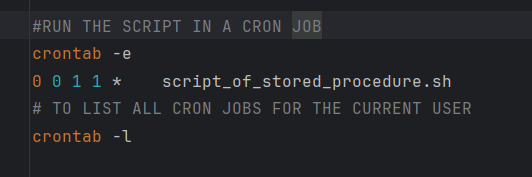 #RUN THE SCRIPT IN A CRON JOB
crontab -e
0 0 1 1 *    script_of_stored_procedure.sh
# TO LIST ALL CRON JOBS FOR THE CURRENT USER
crontab -l